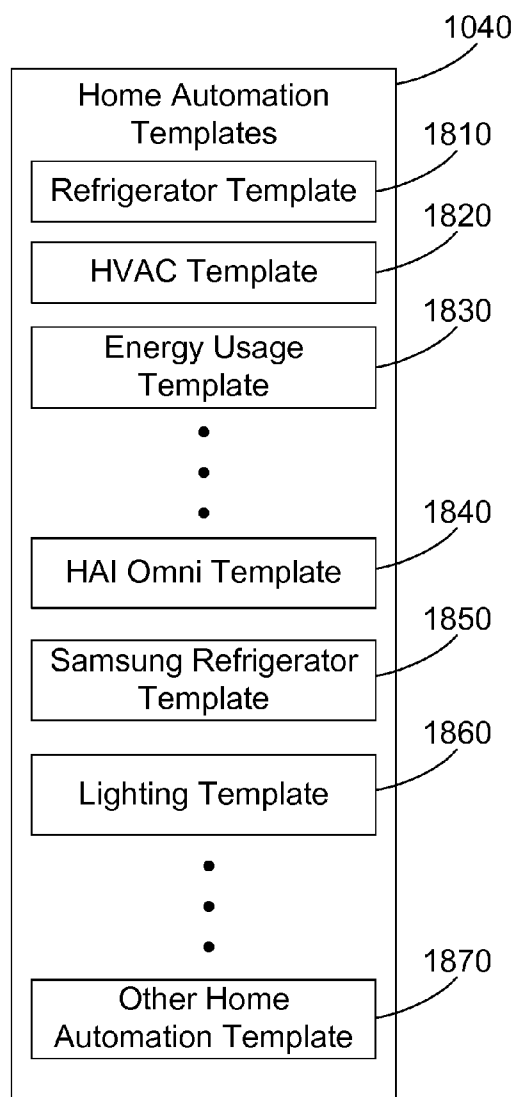 1040
Home Automation
Templates
1810
Refrigerator Template
1820
HVAC Template
1830
Energy Usage
Template
1840
HAI Omni Template
1850
Samsung Refrigerator
Template
1860
Lighting Template
1870
Other Home
Automation Template